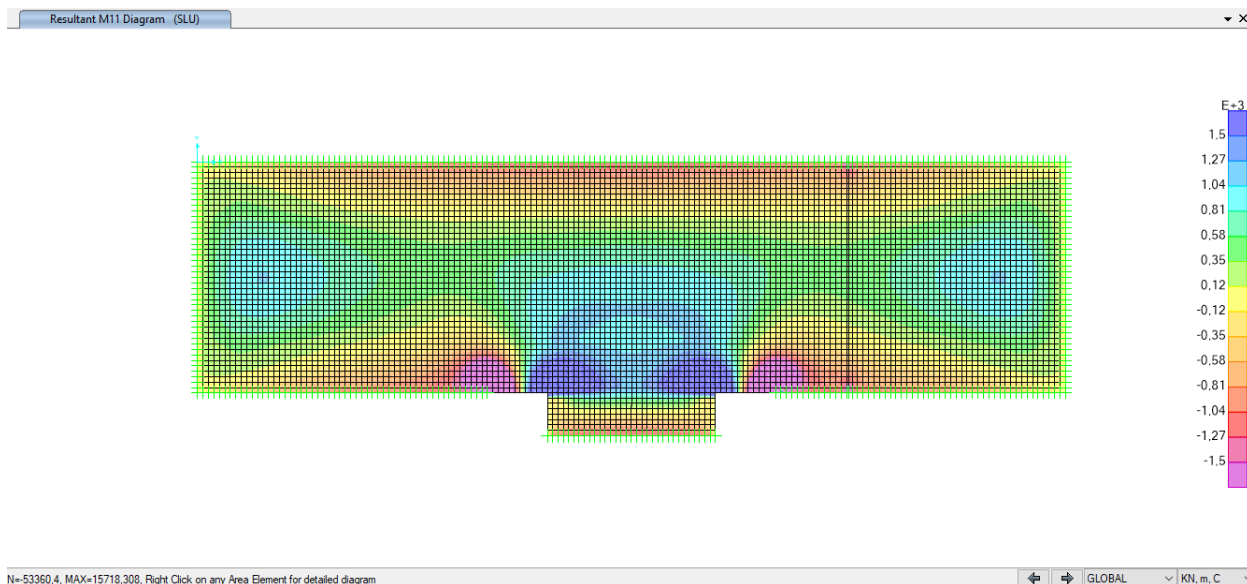 Resultant M11 Diagram (SLU)
E+3
1.5
1.27
1.04
0.81
0.58
0.35
0.12
-0.12
-0.35
-0.58
-0.81
-1.04
-1.27
-1.5
N=-53360,4, MAX=15718,308, Right Click on any Area Element for detailed diagram
GLOBAL
KN, m, C